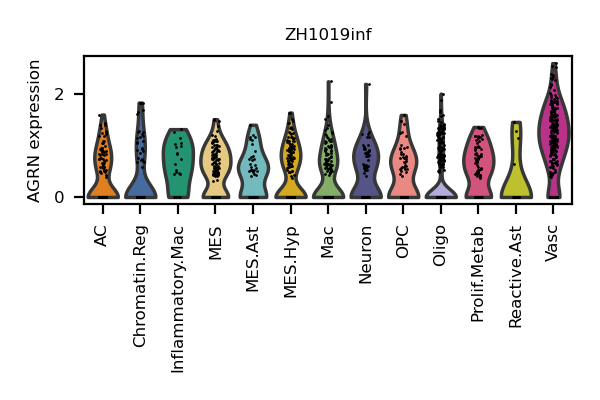 ZH1019inf
AGRN expression
2
0
AC
Chromatin.Reg
Inflammatory.Mac
MES
MES.Ast
MES.Hyp
Mac
Neuron
OPC
Oligo
Prolif.Metab
Reactive.Ast
Vasc